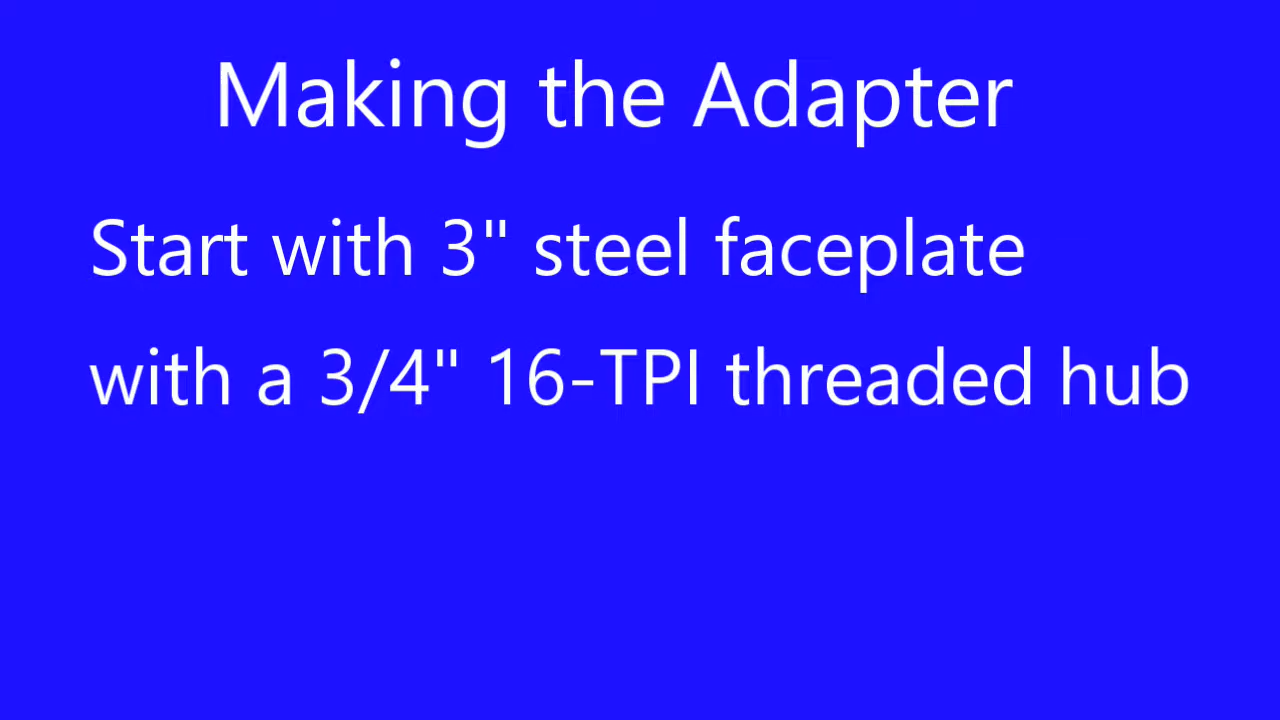 Making the Adapter
Start with 3" steel faceplate
with a 3/4" 16-TPI threaded hub